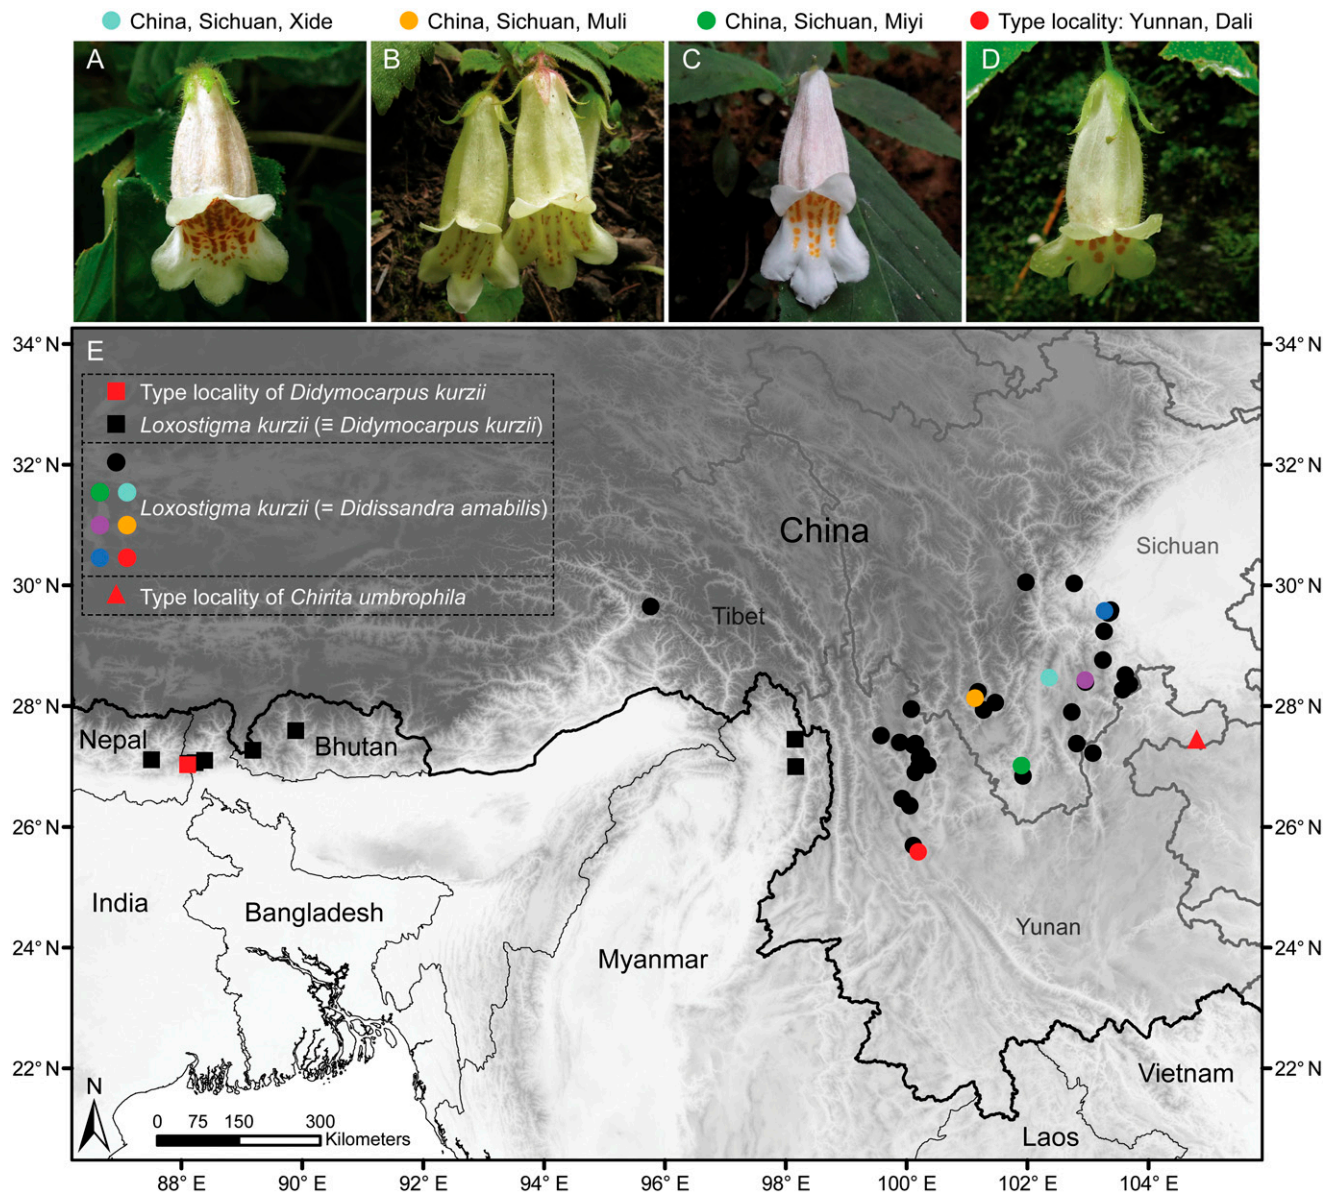 China, Sichuan, Xide
China, Sichuan, Muli
China, Sichuan, Miyi
Type locality: Yunnan, Dali
A
B
C
D
E
34° N
32° N
30° N
28° N
26° N
24° N
22° N
34° N
32° N
30° N
28° N
26° N
24° N
22° N
Type locality of Didymocarpus kurzii
Loxostigma kurzii (≡ Didymocarpus kurzii)
Loxostigma kurzii (= Didissandra amabilis)
Type locality of Chirita umbrophila
China
Sichuan
Tibet
Nepal
Bhutan
India
Bangladesh
Myanmar
Yunan
Vietnam
Laos
N
0 75 150 300
Kilometers
88° E 90° E 92° E 94° E 96° E 98° E 100° E 102° E 104° E